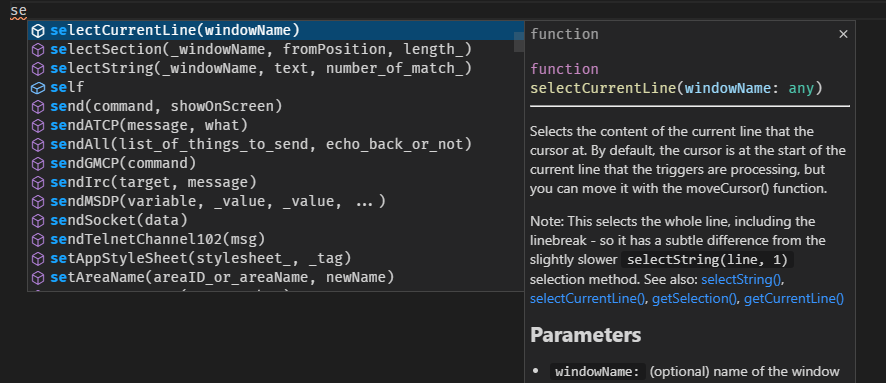 se
selectCurrentLine(windowName)
selectSection(_windowName, fromPosition, length_)
selectString(_windowName, text, number_of_match_)
self
send(command, showOnScreen)
sendATCP(message, what)
sendAll(list_of_things_to_send, echo_back_or_not)
sendGMCP(command)
sendIrc(target, message)
sendMSDP(variable, _value, _value, ...)
sendSocket(data)
sendTelnetChannel102(msg)
setAppStyleSheet(stylesheet_, _tag)
setAreaName(areaID_or_areaName, newName)
function
function
selectCurrentLine(windowName: any)
Selects the content of the current line that the
cursor at. By default, the cursor is at the start of the
current line that the triggers are processing, but
you can move it with the moveCursor() function.
Note: This selects the whole line, including the
linebreak - so it has a subtle difference from the
slightly slower selectString(line, 1)
selection method. See also: selectString(),
selectCurrentLine(), getSelection(), getCurrentLine()
Parameters
• windowName: (optional) name of the window